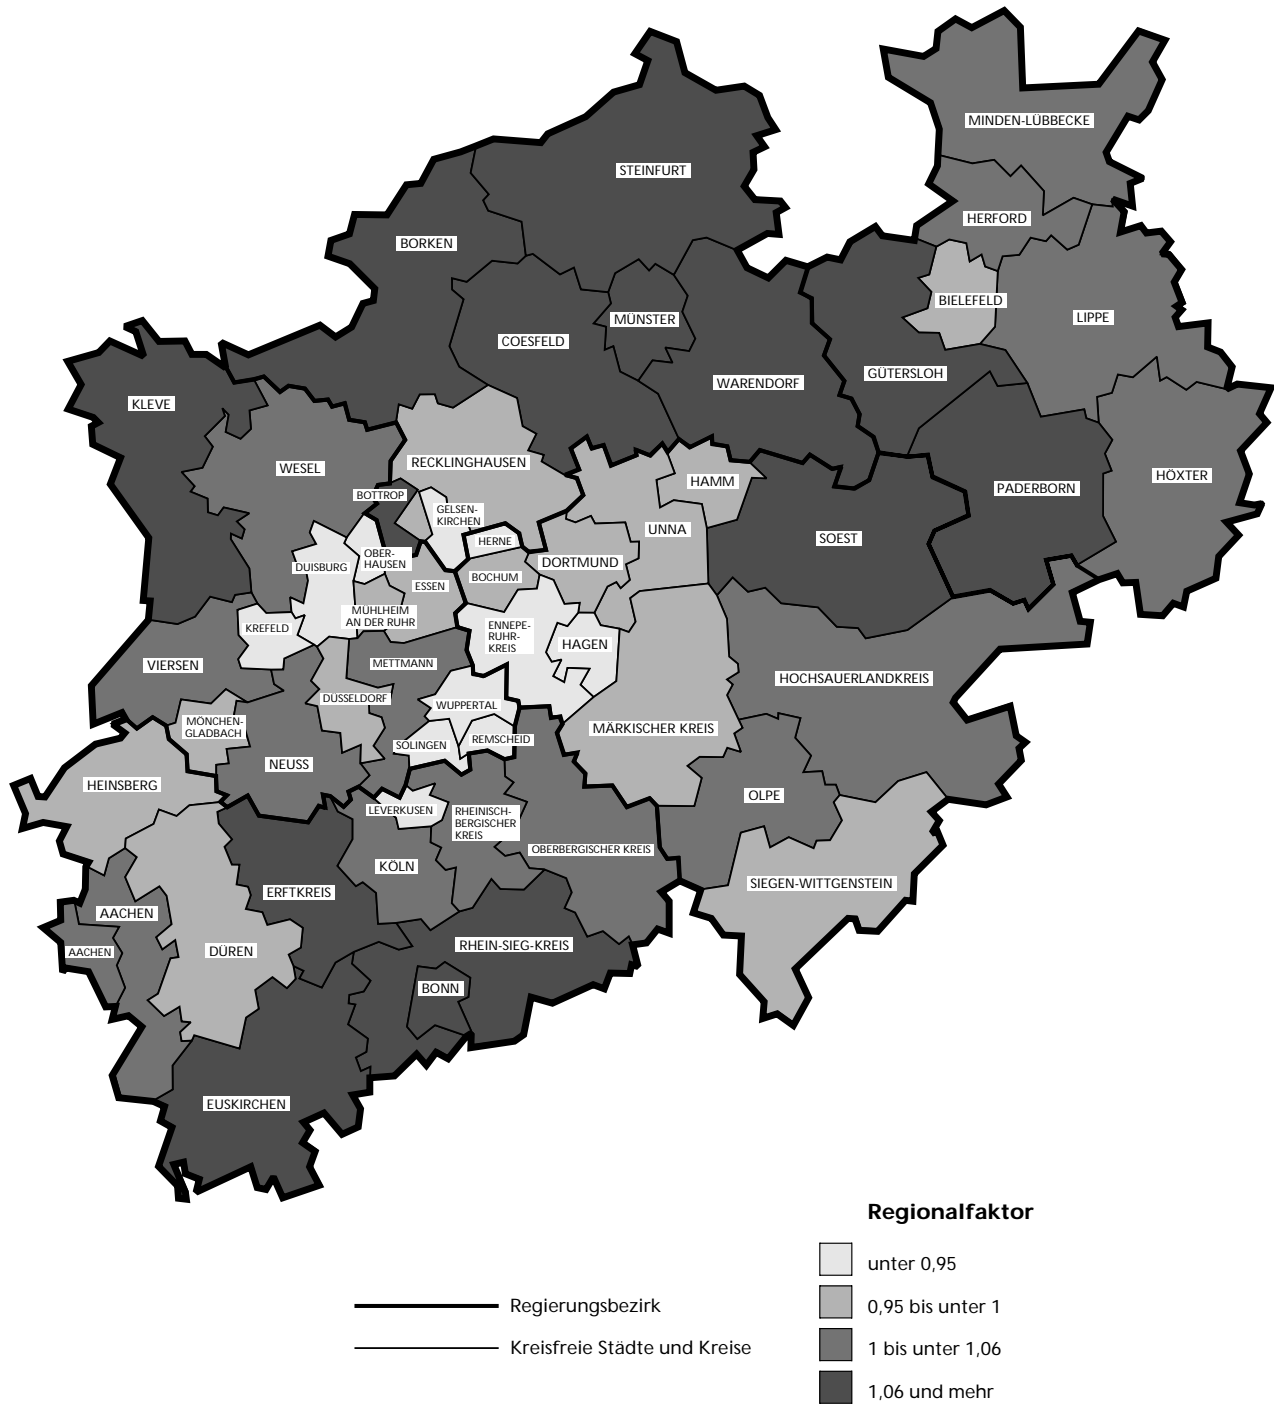 MINDEN-LÜBBECKE
STEINFURT
HERFORD
BORKEN
BIELEFELD
LIPPE
MÜNSTER
COESFELD
GÜTERSLOH
WARENDORF
KLEVE
RECKLINGHAUSEN
WESEL
HÖXTER
HAMM
PADERBORN
BOTTROP
GELSEN-
KIRCHEN
UNNA
SOEST
HERNE
OBER-
HAUSEN
DORTMUND
DUISBURG
BOCHUM
ESSEN
MÜHLHEIM
AN DER RUHR
KREFELD
ENNEPE-
RUHR-
KREIS
HAGEN
VIERSEN
METTMANN
HOCHSAUERLANDKREIS
DÜSSELDORF
WUPPERTAL
MÖNCHEN-
GLADBACH
MÄRKISCHER KREIS
SOLINGEN
REMSCHEID
NEUSS
HEINSBERG
OLPE
LEVERKUSEN
RHEINISCH-
BERGISCHER
KREIS
OBERBERGISCHER KREIS
KÖLN
SIEGEN-WITTGENSTEIN
ERFTKREIS
AACHEN
RHEIN-SIEG-KREIS
AACHEN
DÜREN
BONN
EUSKIRCHEN
Regionalfaktor
unter 0,95
Regierungsbezirk
0,95 bis unter 1
Kreisfreie Städte und Kreise
1 bis unter 1,06
1,06 und mehr